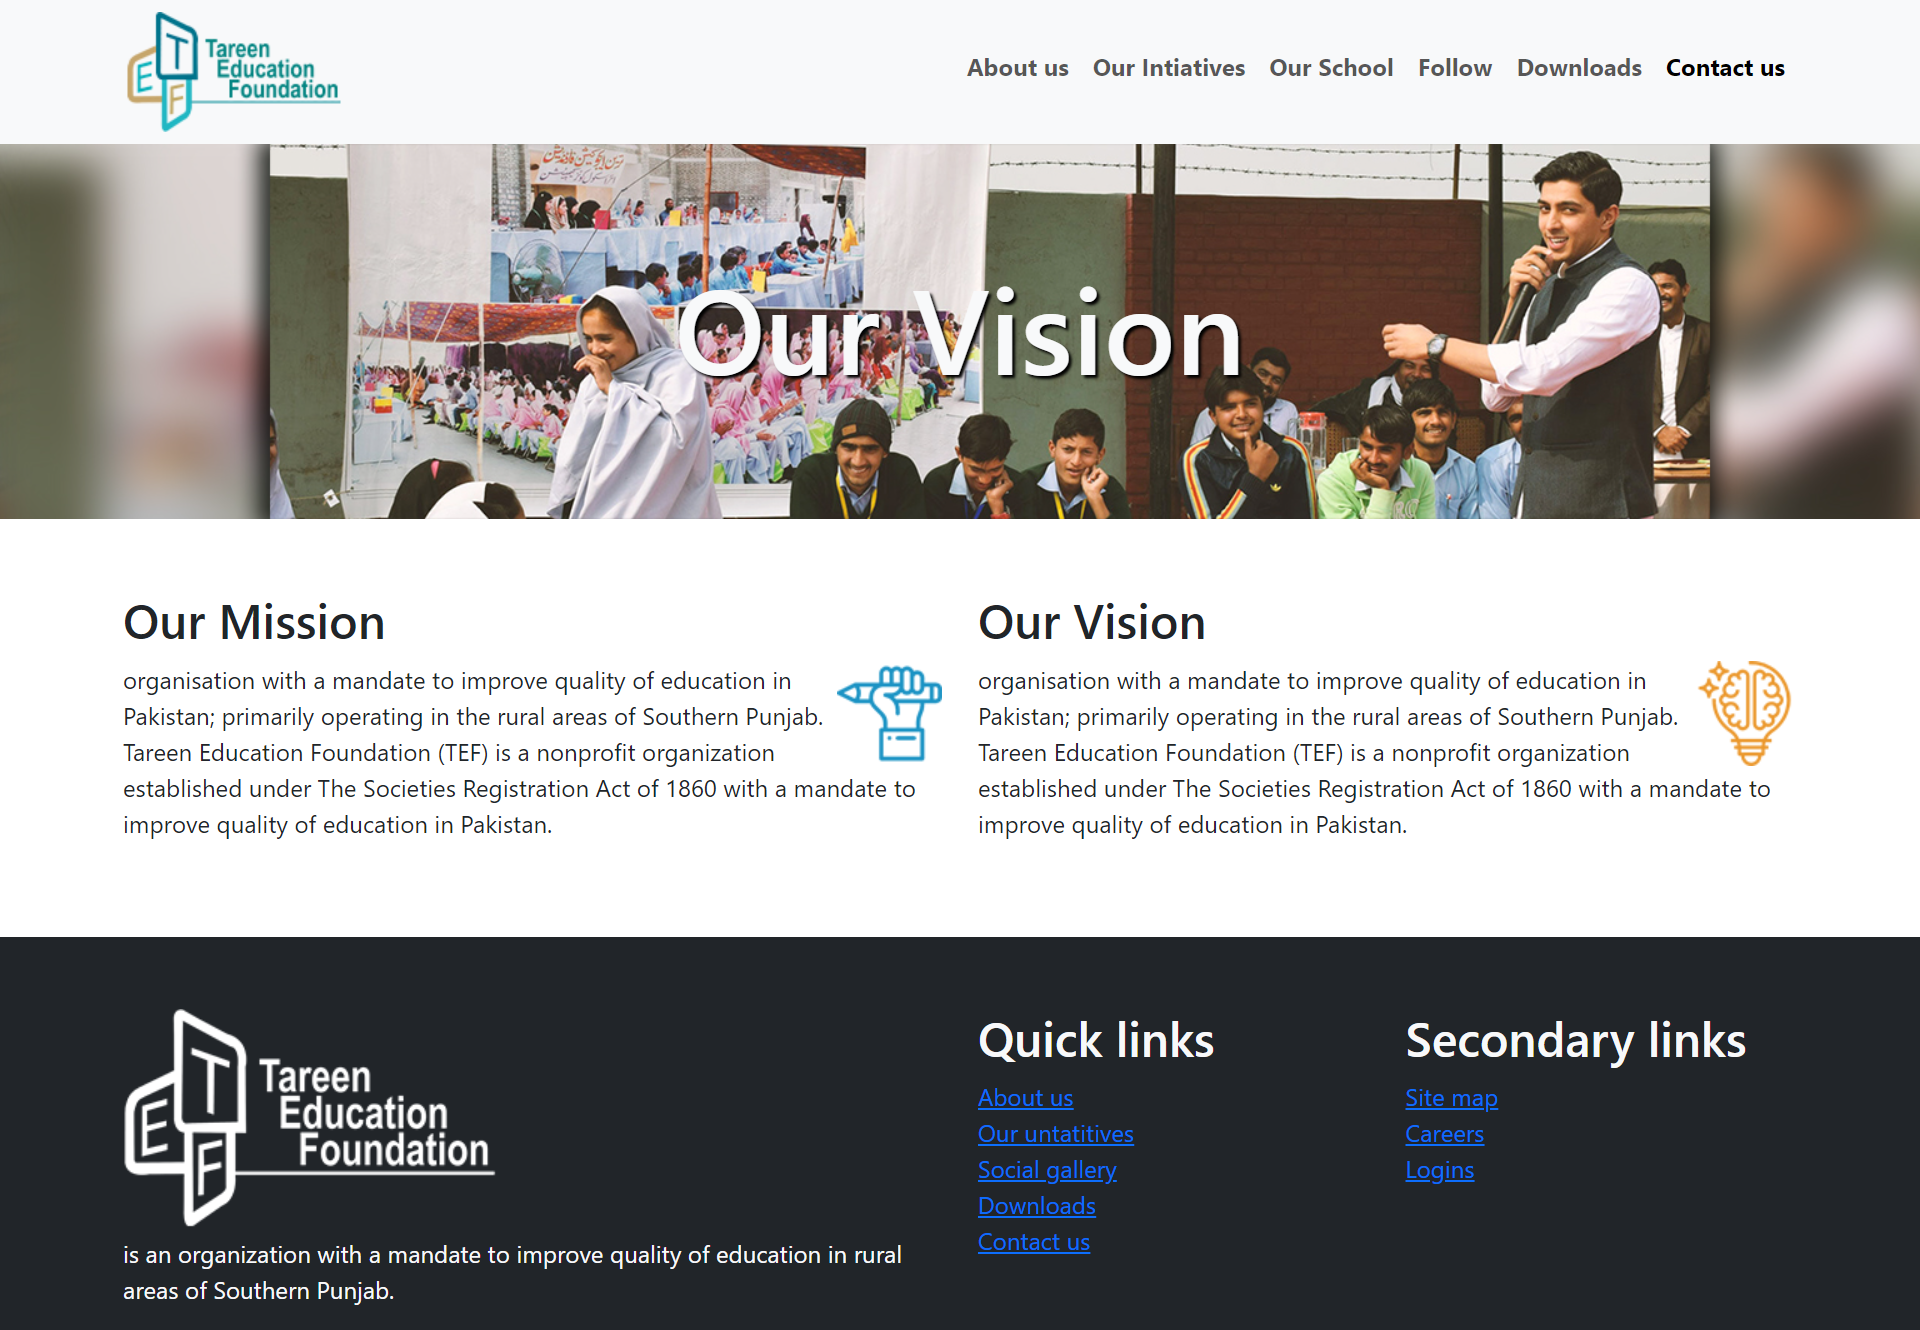 Tareen
Education
Foundation
T
E
F
About us
Our Intiatives
Our School
Follow
Downloads
Contact us
Our Vision
Our Mission
organisation with a mandate to improve quality of education in
Pakistan; primarily operating in the rural areas of Southern Punjab.
Tareen Education Foundation (TEF) is a nonprofit organization
established under The Societies Registration Act of 1860 with a mandate to
improve quality of education in Pakistan.
Our Vision
organisation with a mandate to improve quality of education in
Pakistan; primarily operating in the rural areas of Southern Punjab.
Tareen Education Foundation (TEF) is a nonprofit organization
established under The Societies Registration Act of 1860 with a mandate to
improve quality of education in Pakistan.
T
E
F
Tareen
Education
Foundation
is an organization with a mandate to improve quality of education in rural
areas of Southern Punjab.
Quick links
About us
Our untatitives
Social gallery
Downloads
Contact us
Secondary links
Site map
Careers
Logins